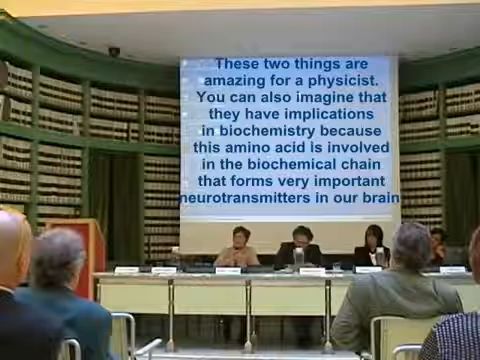 These two things are
amazing for a physicist.
You can also imagine that
they have implications
in biochemistry because
this amino acid is involved
in the biochemical chain
that forms very important
neurotransmitters in our brain